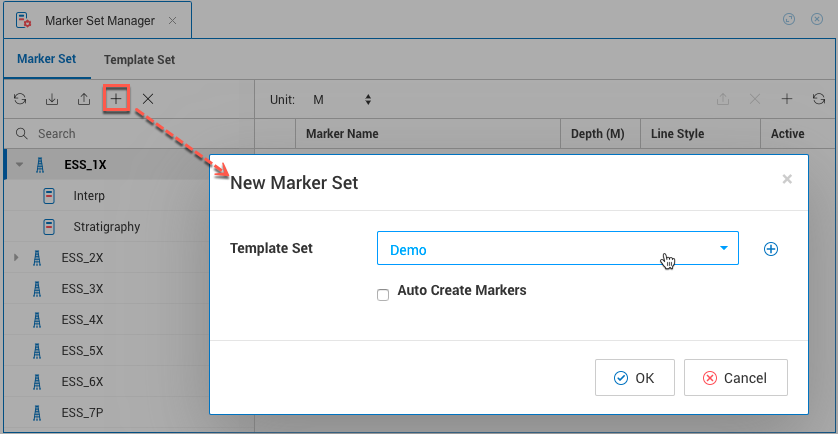 Marker Set Manager
Marker Set Template Set
Unit: M
Search
Marker Name Depth (M) Line Style Active
ESS_1X
Interp
Stratigraphy
ESS_2X
ESS_3X
ESS_4X
ESS_5X
ESS_6X
ESS_7P
New Marker Set
Template Set Demo
Auto Create Markers
OK Cancel